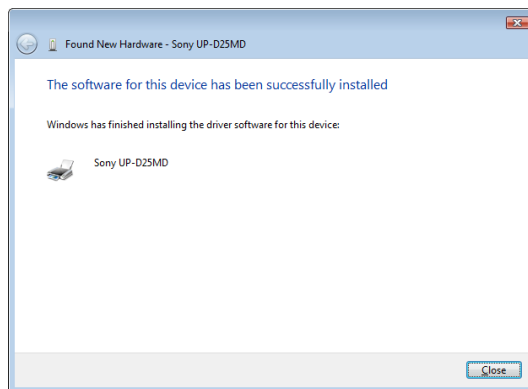 Found New Hardware - Sony UP-D25MD
The software for this device has been successfully installed
Windows has finished installing the driver software for this device:
Sony UP-D25MD
Close